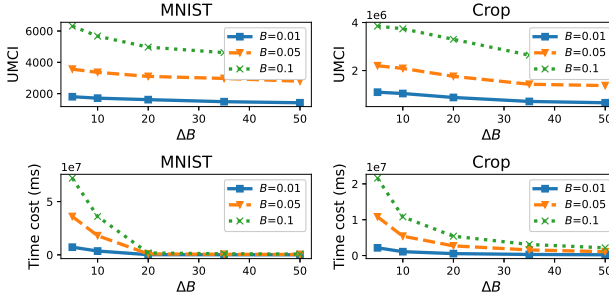 MNIST
6000
4000
2000
UMCI
10 20 30 40 50
ΔB
B=0.01
B=0.05
B=0.1
Crop
1e6
4
2
UMCI
10 20 30 40 50
ΔB
B=0.01
B=0.05
B=0.1
MNIST
1e7
5
0
Time cost (ms)
10 20 30 40 50
ΔB
B=0.01
B=0.05
B=0.1
Crop
1e7
2
1
0
Time cost (ms)
10 20 30 40 50
ΔB
B=0.01
B=0.05
B=0.1